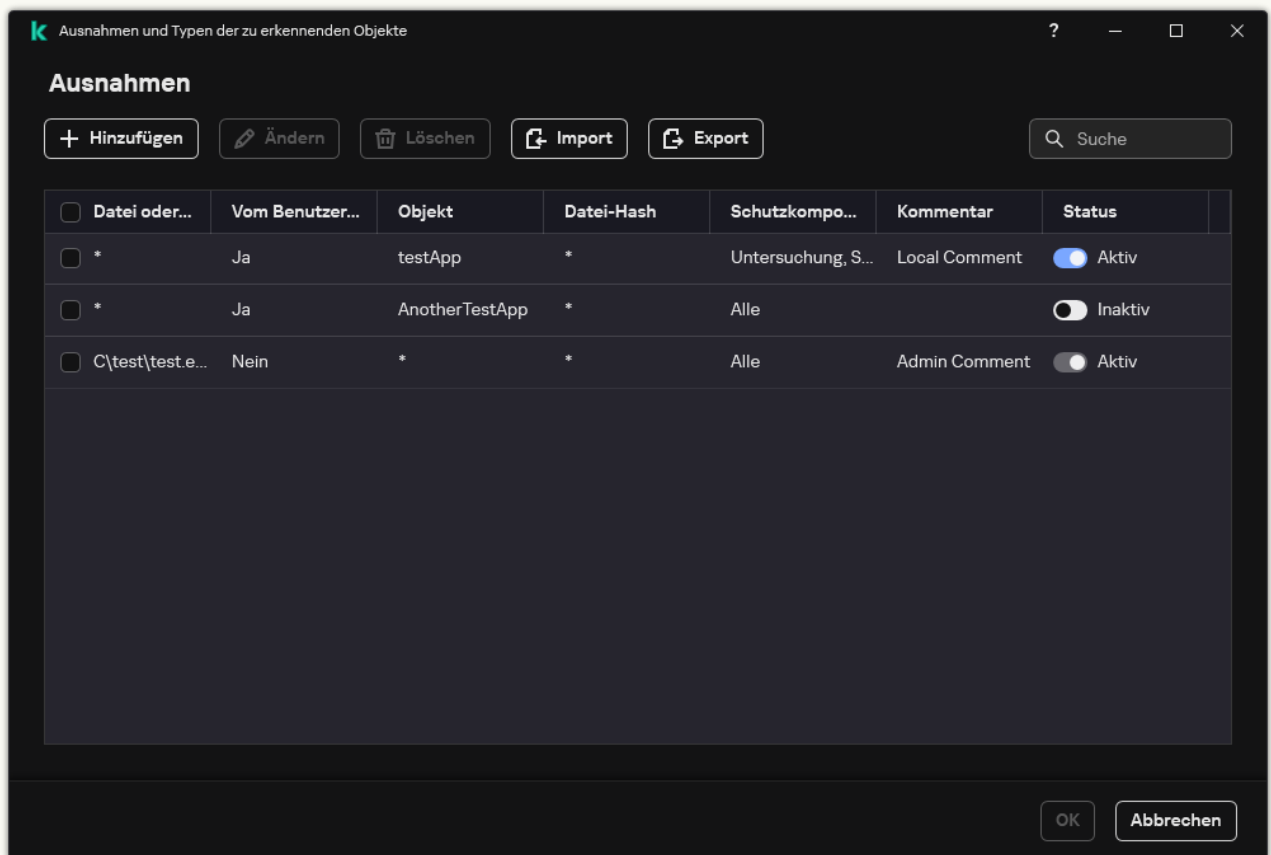 Ausnahmen und Typen der zu erkennenden Objekte ?
Ausnahmen
Hinzufügen Ändern Löschen Import Export Suche
Datei oder... Vom Benutzer... Objekt Datei-Hash Schutzkompo... Kommentar Status
* Ja testApp * Untersuchung, S... Local Comment Aktiv
* Ja AnotherTestApp * Alle Inaktiv
C\test\test.e... Nein * * Alle Admin Comment Aktiv
OK Abbrechen